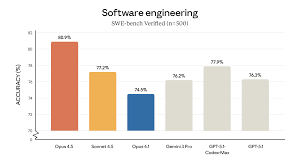 Software engineering
SWE-bench Verified (n=500)
ACCURACY (%)
80.9%
77.2%
74.5%
76.2%
77.9%
76.3%
Opus 4.5
Sonnet 4.5
Opus 4.1
Gemini 3 Pro
GPT-5.1-
Codex-Max
GPT-5.1